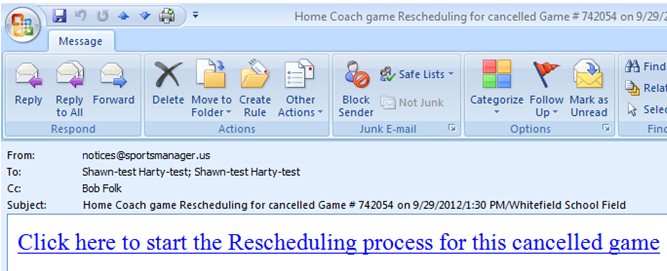 Home Coach game Rescheduling for cancelled Game # 742054 on 9/29/2012
Message
Reply Reply to All Forward Delete Move to Folder Create Rule Other Actions Block Sender Safe Lists Not Junk Categorize Follow Up Mark as Unread Find Relat Selec
Respond Actions Junk E-mail Options Find
From: notices@sportsmanager.us
To: Shawn-test Harty-test; Shawn-test Harty-test
Cc: Bob Folk
Subject: Home Coach game Rescheduling for cancelled Game # 742054 on 9/29/2012/1:30 PM/Whitefield School Field
Click here to start the Rescheduling process for this cancelled game